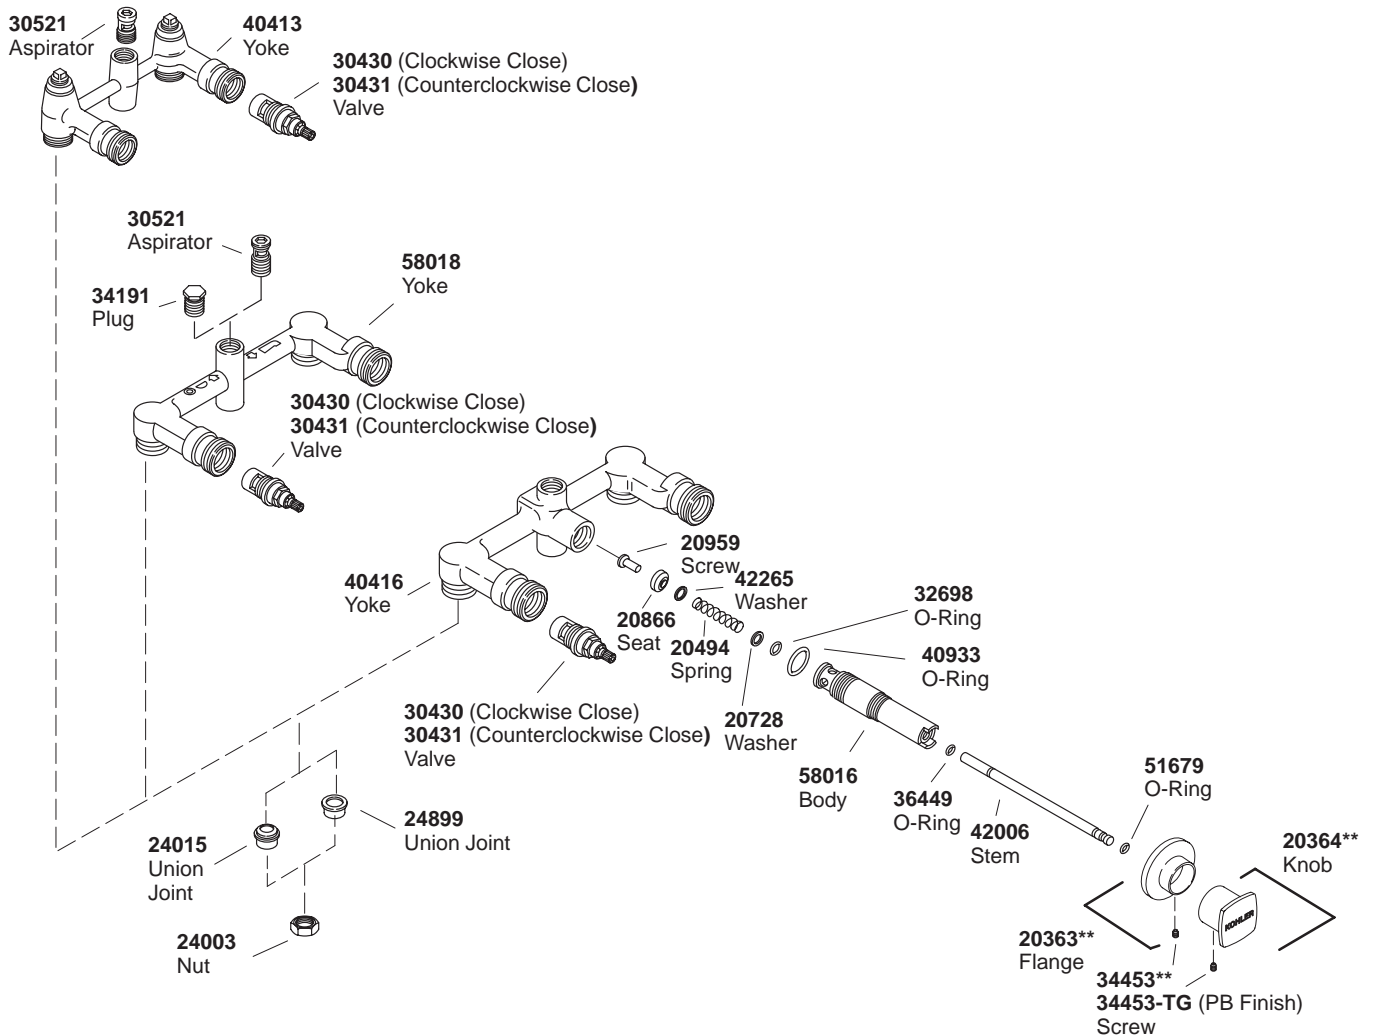 30521
Aspirator
40413
Yoke
30430 (Clockwise Close)
30431 (Counterclockwise Close)
Valve
30521
Aspirator
34191
Plug
58018
Yoke
30430 (Clockwise Close)
30431 (Counterclockwise Close)
Valve
40416
Yoke
20959
Screw
42265
Washer
20866
Seat
20494
Spring
32698
O-Ring
40933
O-Ring
30430 (Clockwise Close)
30431 (Counterclockwise Close)
Valve
20728
Washer
58016
Body
36449
O-Ring
42006
Stem
51679
O-Ring
20364**
Knob
KOHLER
24899
Union Joint
24015
Union
Joint
24003
Nut
20363**
Flange
34453**
34453-TG (PB Finish)
Screw